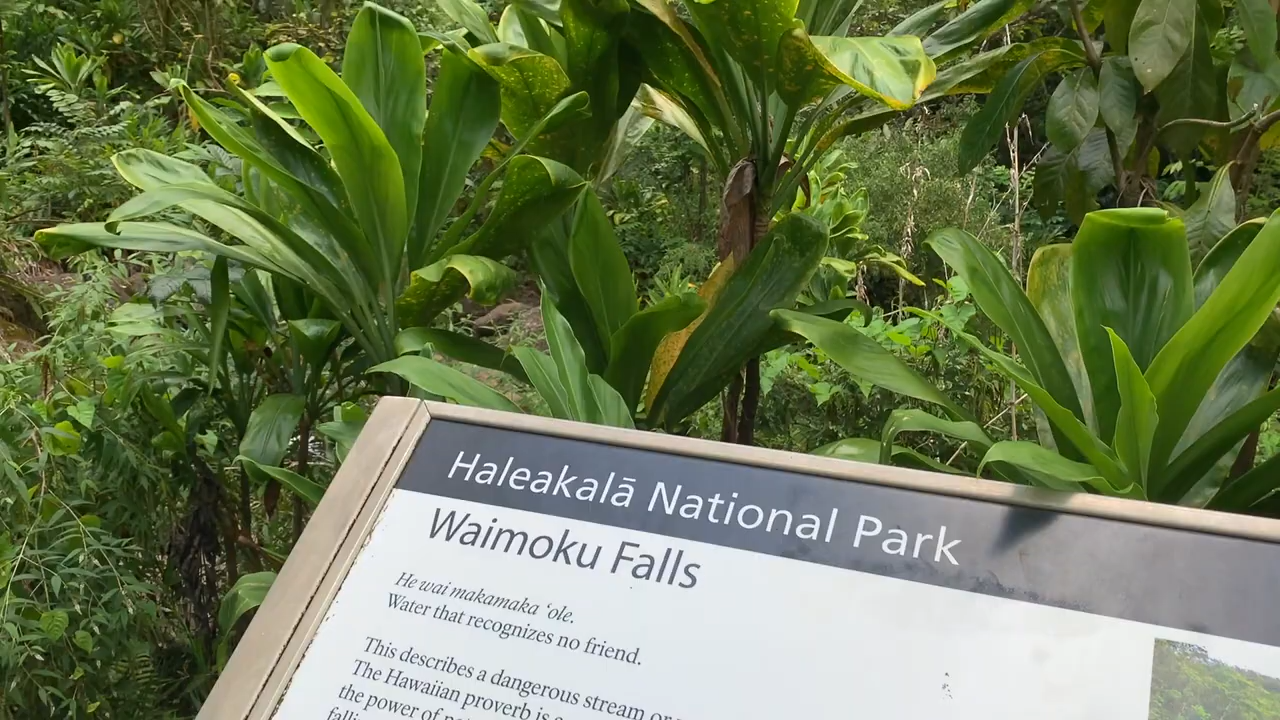 Haleakalā National Park
Waimoku Falls
He wai makamaka ‘ole.
Water that recognizes no friend.
This describes a dangerous stream or
The Hawaiian proverb is
the power of